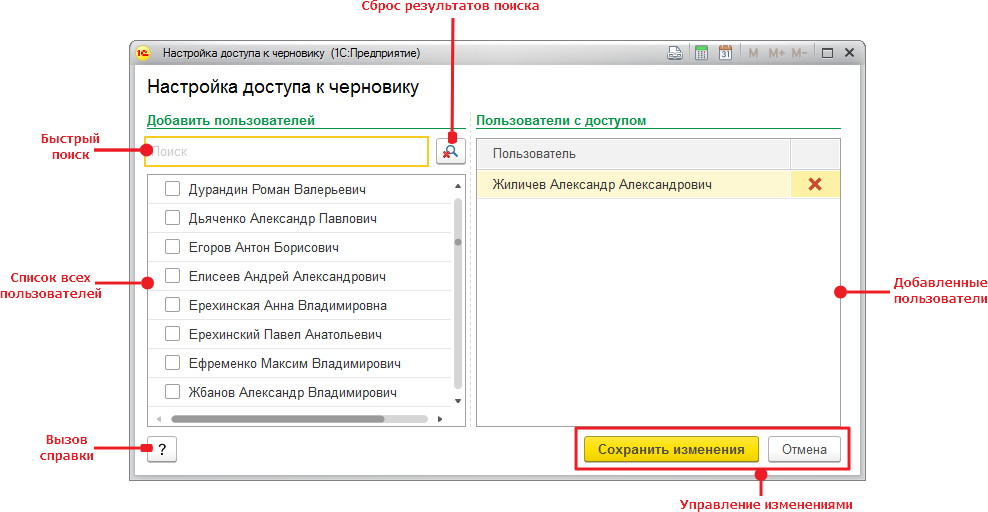 Сброс результатов поиска
1С Настройка доступа к черновику (1С:Предприятие) 31 M M+ M-
Настройка доступа к черновику
Добавить пользователей
Пользователи с доступом
Быстрый
поиск
Поиск
Пользователь
Жиличев Александр Александрович
Дурандин Роман Валерьевич
Дьяченко Александр Павлович
Егоров Антон Борисович
Елисеев Андрей Александрович
Ерехинская Анна Владимировна
Ерехинский Павел Анатольевич
Ефременко Максим Владимирович
Жбанов Александр Владимирович
Список всех
пользователей
Добавленные
пользователи
Вызов
справки
?
Сохранить изменения
Отмена
Управление изменениями